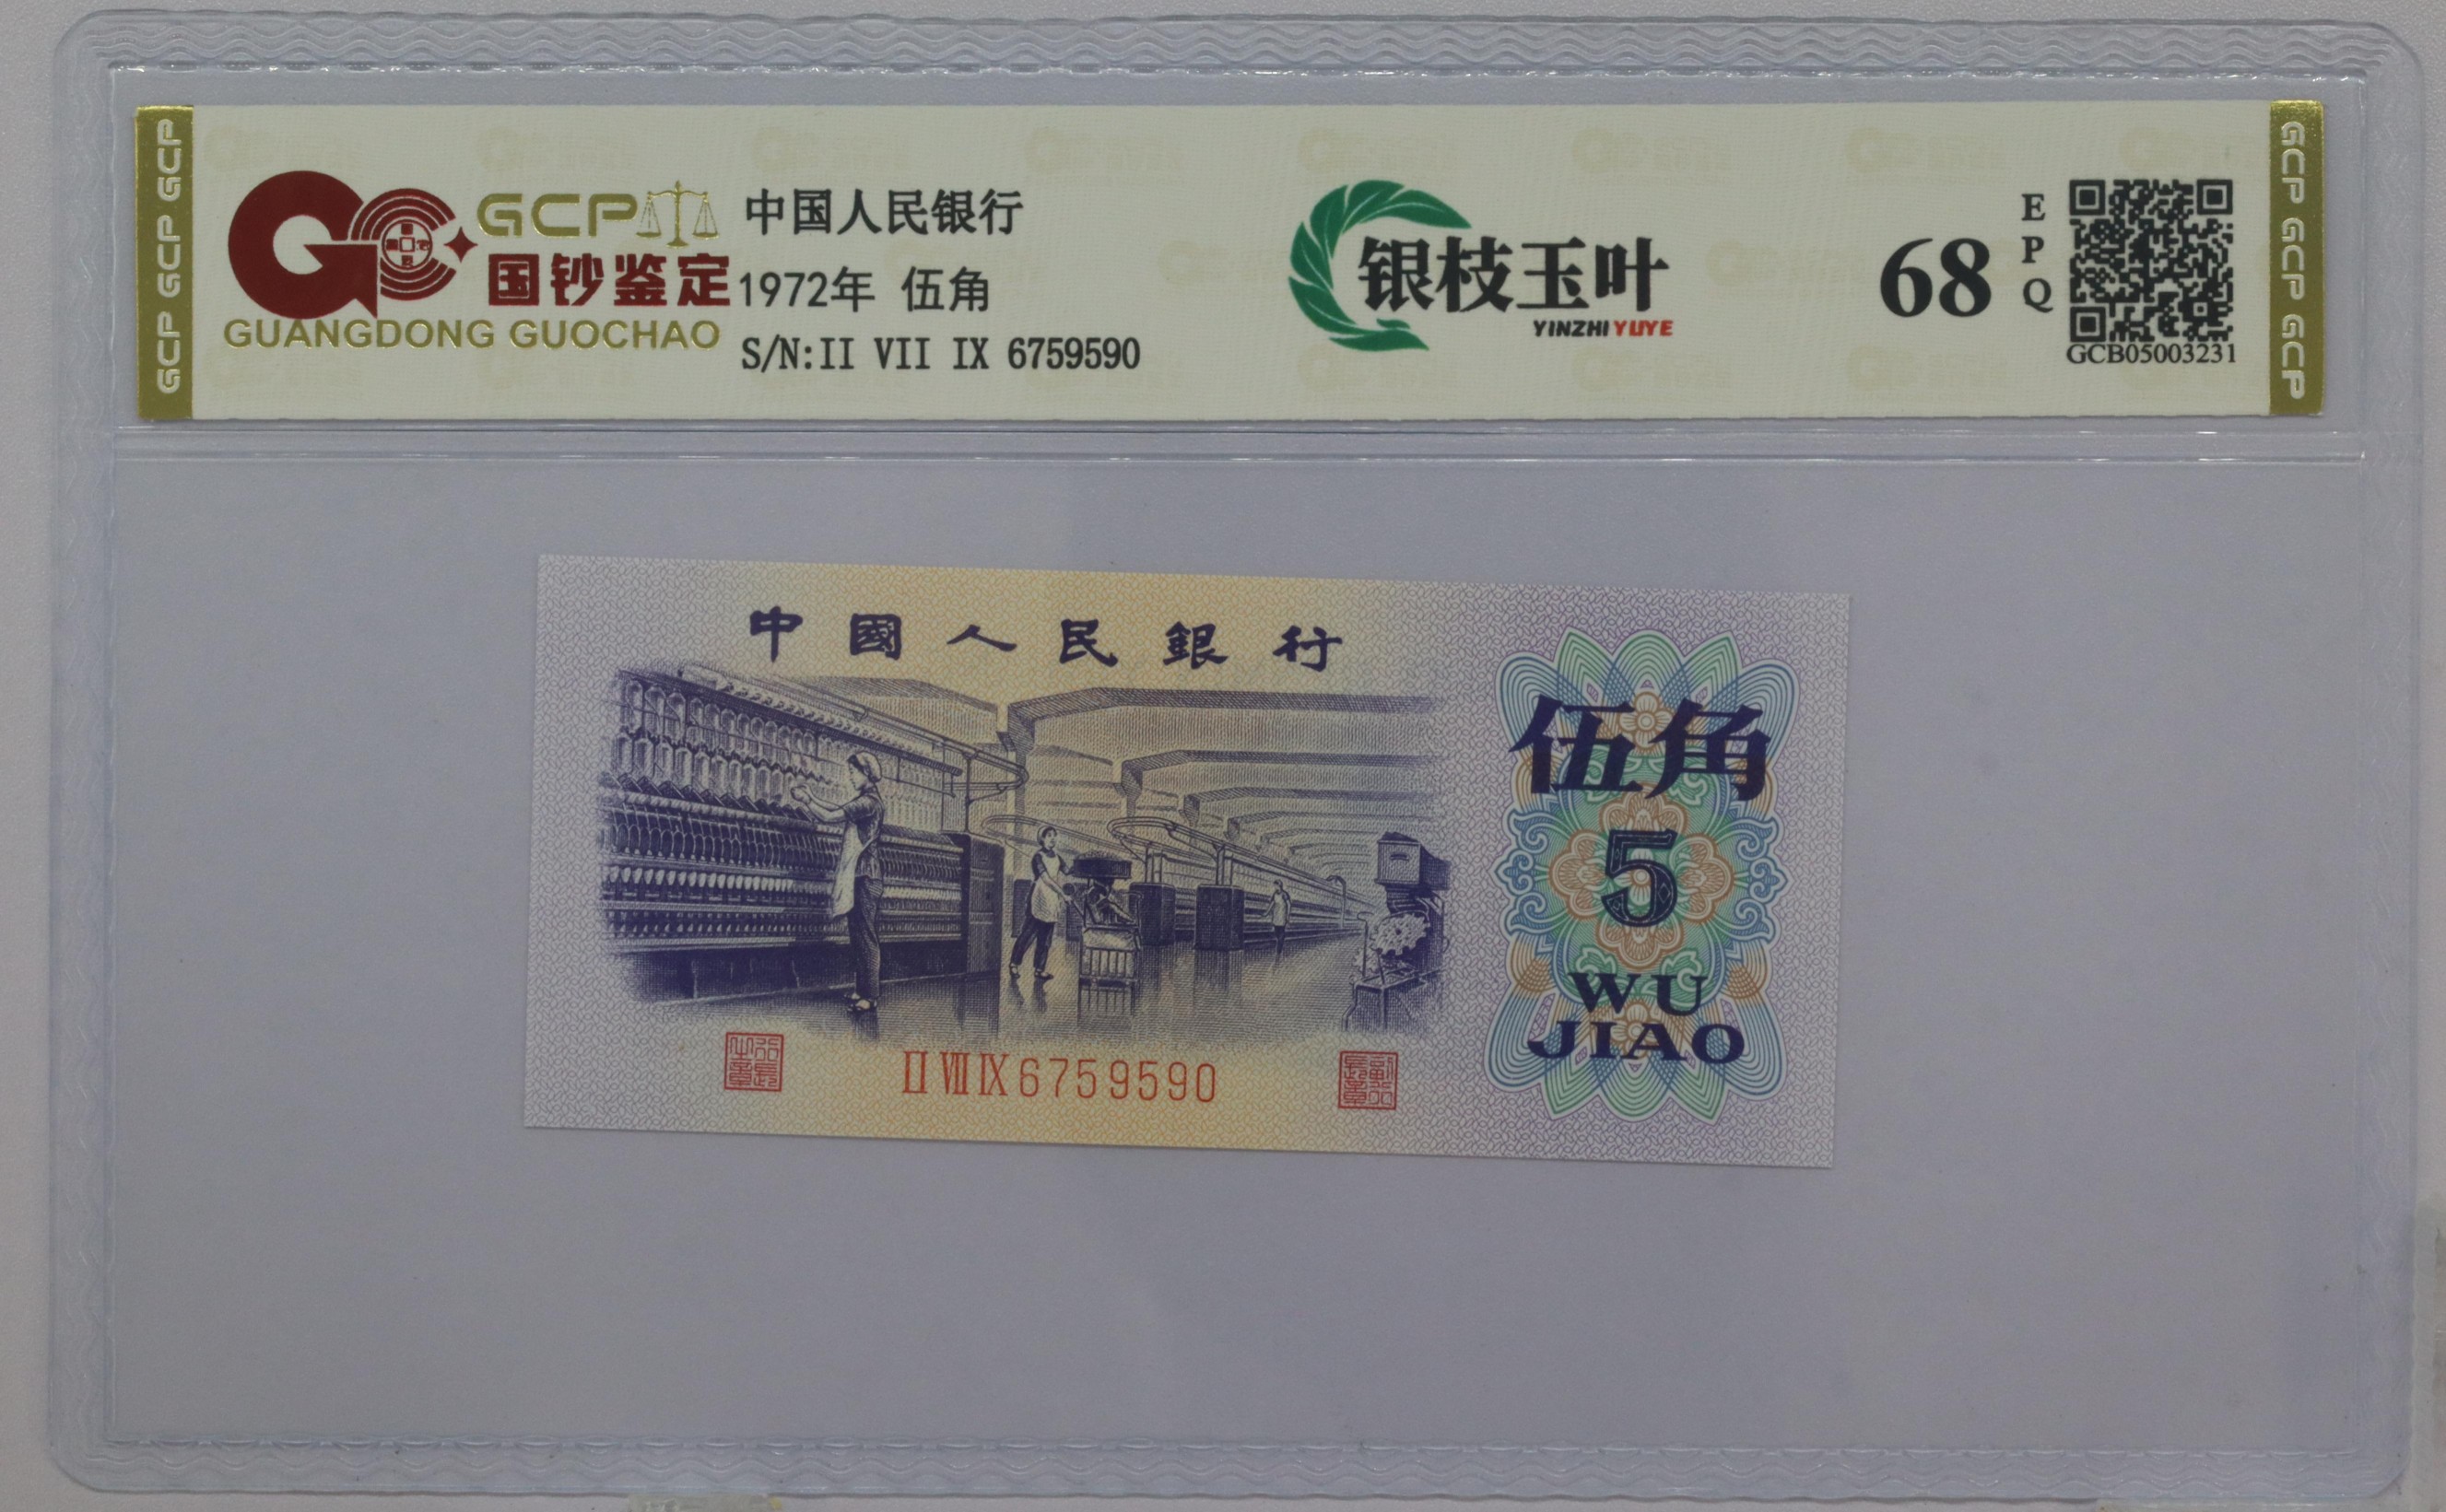 GCP GCP GCP
GCP
国钞鉴定
GUANGDONG GUOCHAO
中国人民银行
1972年 伍角
S/N:II VII IX 6759590
银枝玉叶
YINZHI YUYE
68
EPQ
GCB05003231
GCP GCP GCP
中國人民銀行
伍角
5
WU
JIAO
II VII IX 6759590